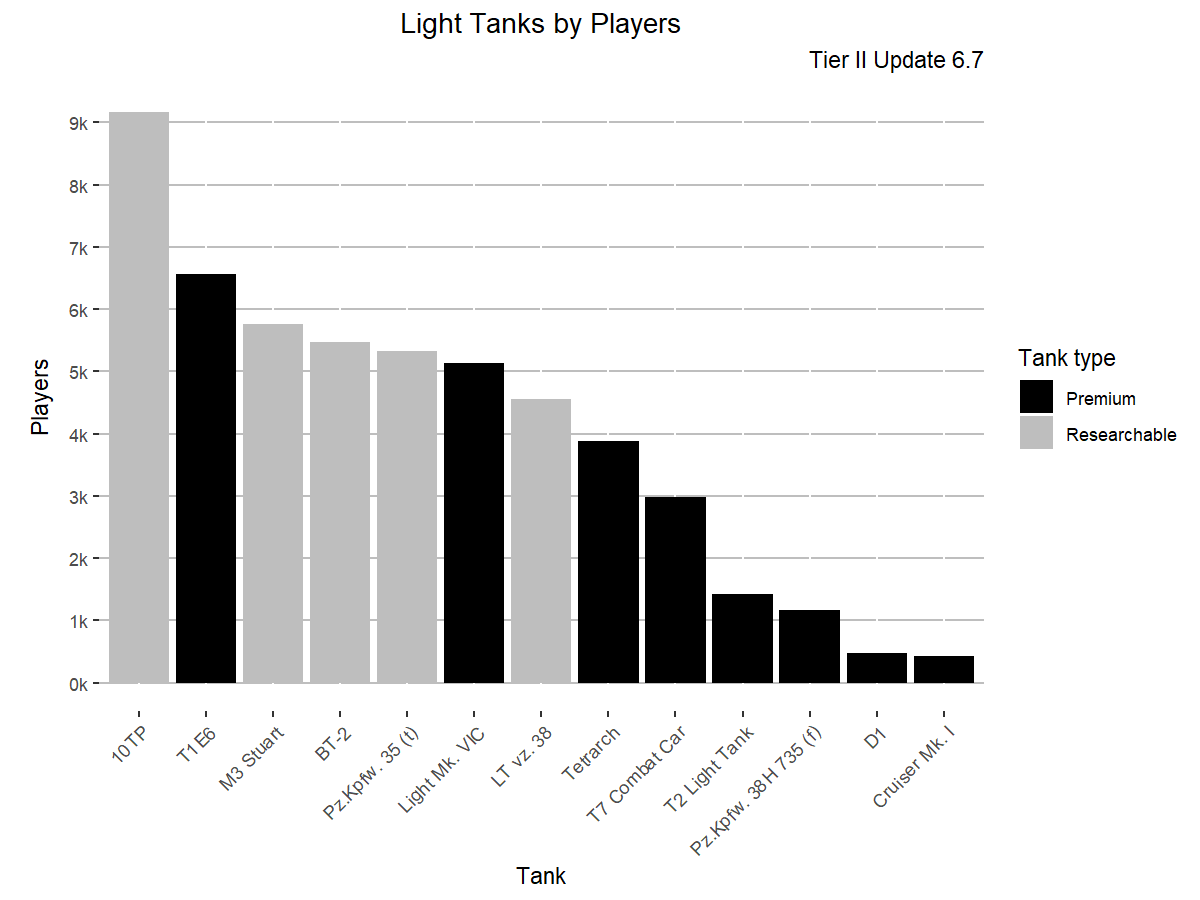 Light Tanks by Players
Tier II Update 6.7
Players
9k
8k
7k
6k
5k
4k
3k
2k
1k
0k
10TP
T1E6
M3 Stuart
BT-2
Pz.Kpfw. 35 (t)
Light Mk. VIC
LT vz. 38
Tetrarch
T7 Combat Car
T2 Light Tank
Pz.Kpfw. 38H 735 (f)
D1
Cruiser Mk. I
Tank
Tank type
Premium
Researchable